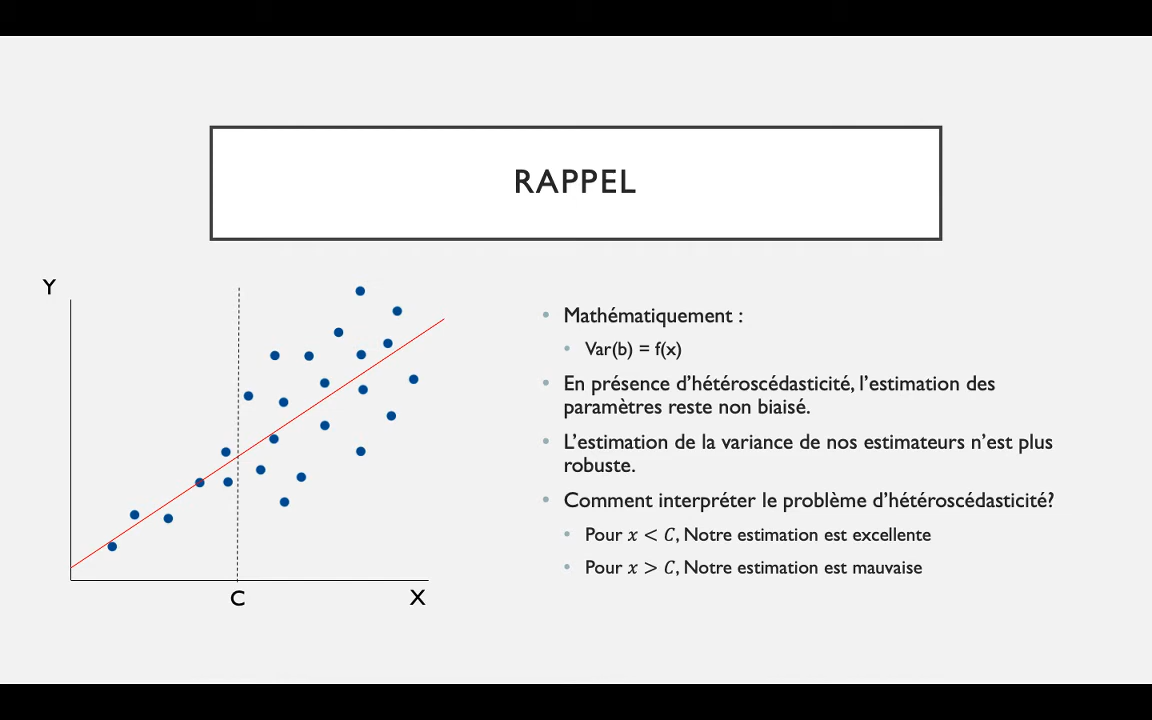 RAPPEL
Y
C
X
• Mathématiquement :
• Var(b) = f(x)
• En présence d’hétéroscédasticité, l’estimation des
paramètres reste non biaisé.
• L’estimation de la variance de nos estimateurs n’est plus
robuste.
• Comment interpréter le problème d’hétéroscédasticité?
• Pour 𝑥 < 𝐶, Notre estimation est excellente
• Pour 𝑥 > 𝐶, Notre estimation est mauvaise